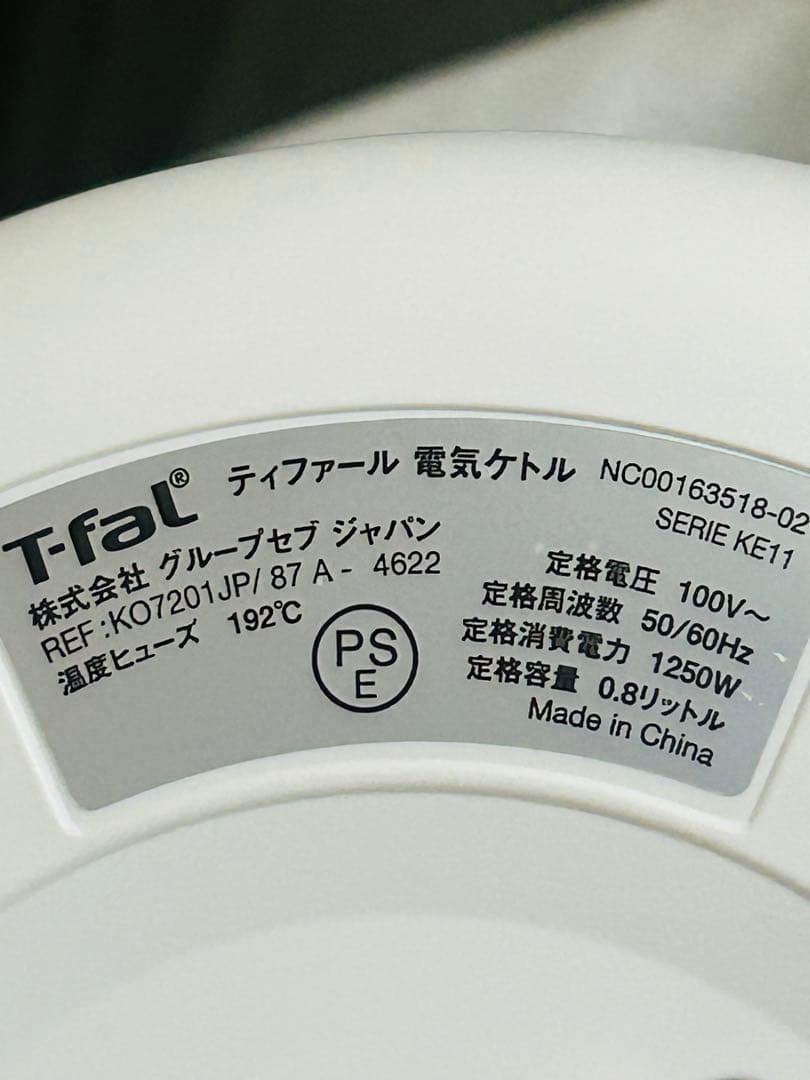 T-faL® ティファール 電気ケトル NC00163518-02
SERIE KE11
株式会社 グループセブ ジャパン
REF:KO7201JP/ 87 A - 4622
温度ヒューズ 192℃
PS
E
定格電圧 100V～
定格周波数 50/60Hz
定格消費電力 1250W
定格容量 0.8リットル
Made in China